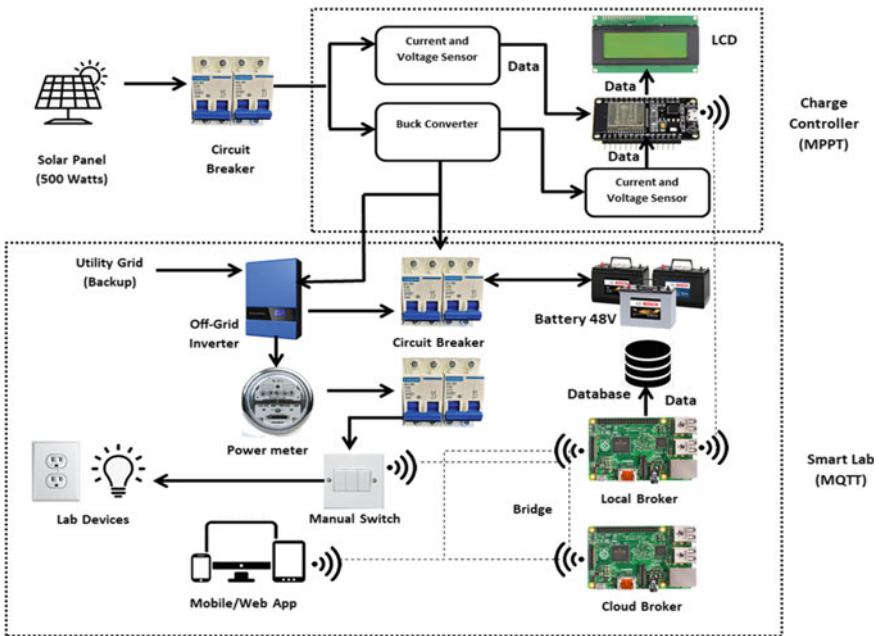 Current and
Voltage Sensor
Data
LCD
Data
Solar Panel
(500 Watts)
Circuit
Breaker
Buck Converter
Data
Current and
Voltage Sensor
Charge
Controller
(MPPT)
Utility Grid
(Backup)
Off-Grid
Inverter
Circuit Breaker
Battery 48V
Power meter
Database
Data
Lab Devices
Manual Switch
Local Broker
Smart Lab
(MQTT)
Bridge
Mobile/Web App
Cloud Broker